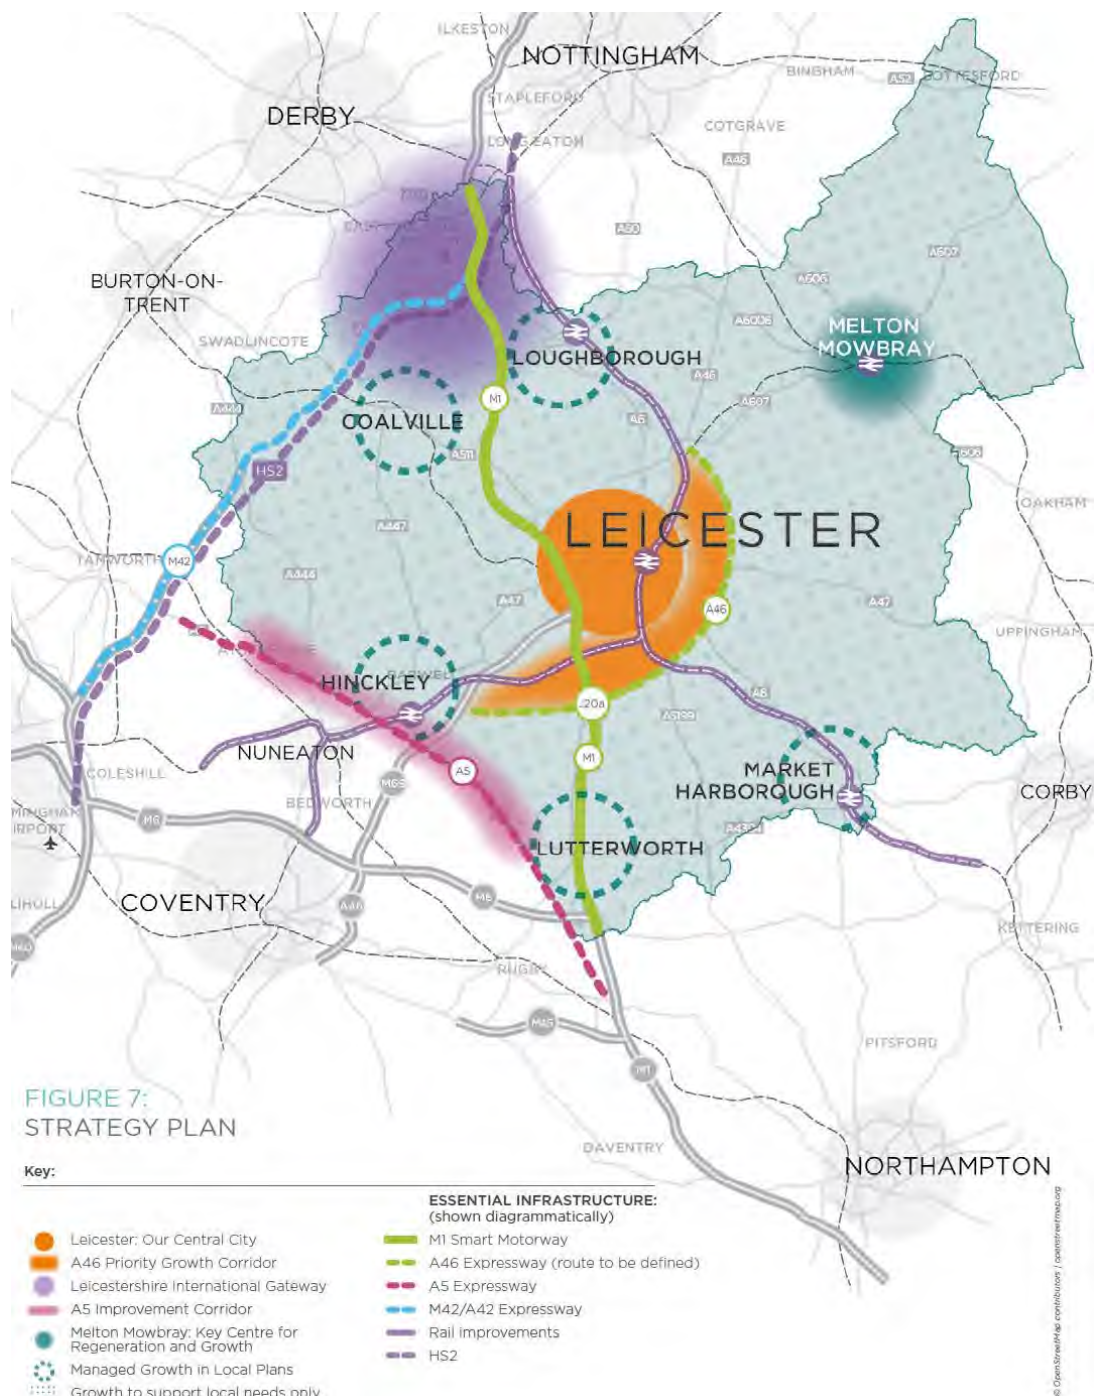 ILKESTON
NOTTINGHAM
BINGHAM
A52
BOTTESFORD
STAPLEFORD
DERBY
COTGRAVE
LONG EATON
A46
A60
A607
BURTON-ON-
TRENT
A606
A6006
SWADLINCOTE
MELTON
MOWBRAY
LOUGHBOROUGH
A46
M1
A444
A607
COALVILLE
A6
A511
A606
HS2
OAKHAM
A447
LEICESTER
TAMWORTH
M42
A444
A47
A46
A47
UPPINGHAM
HINCKLEY
A6
J20a
A5199
NUNEATON
M1
COLESHILL
A5
M69
MARKET
HARBOROUGH
BEDWORTH
CORBY
M6
LUTTERWORTH
COVENTRY
M6
A46
KETTERING
RUGBY
M45
PITSFORD
M1
FIGURE 7:
STRATEGY PLAN
DAVENTRY
NORTHAMPTON
Key:
Leicester: Our Central City
A46 Priority Growth Corridor
Leicestershire International Gateway
A5 Improvement Corridor
Melton Mowbray: Key Centre for
Regeneration and Growth
Managed Growth in Local Plans
Growth to support local needs only
ESSENTIAL INFRASTRUCTURE:
(shown diagrammatically)
M1 Smart Motorway
A46 Expressway (route to be defined)
A5 Expressway
M42/A42 Expressway
Rail improvements
HS2
© OpenStreetMap contributors | openstreetmap.org